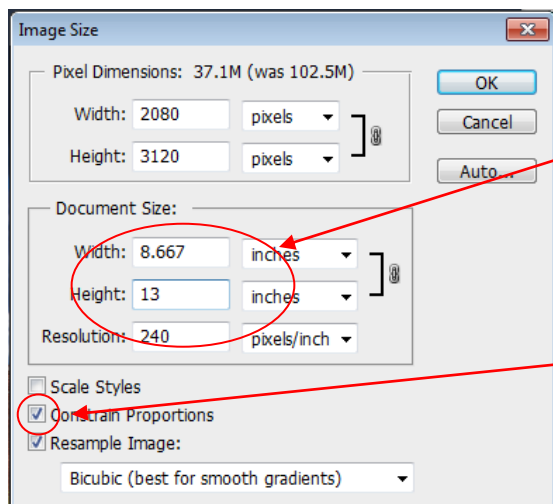 Image Size
Pixel Dimensions: 37.1M (was 102.5M)
Width: 2080 pixels
Height: 3120 pixels
OK
Cancel
Auto...
Document Size:
Width: 8.667 inches
Height: 13 inches
Resolution: 240 pixels/inch
Scale Styles
Constrain Proportions
Resample Image:
Bicubic (best for smooth gradients)